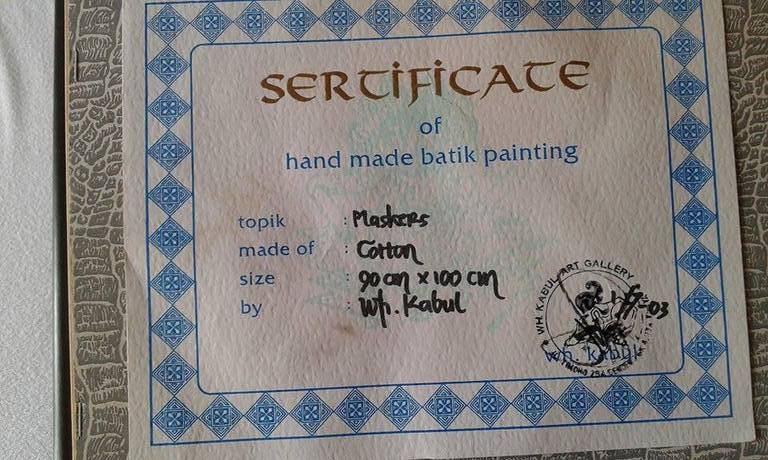 SERTIFICATE
of
hand made batik painting
topik : Maskers
made of : Cotton
size : 90 cm x 100 cm
by : Wh. Kabul
WH. KABUL ART GALLERY
03
wh. kabul